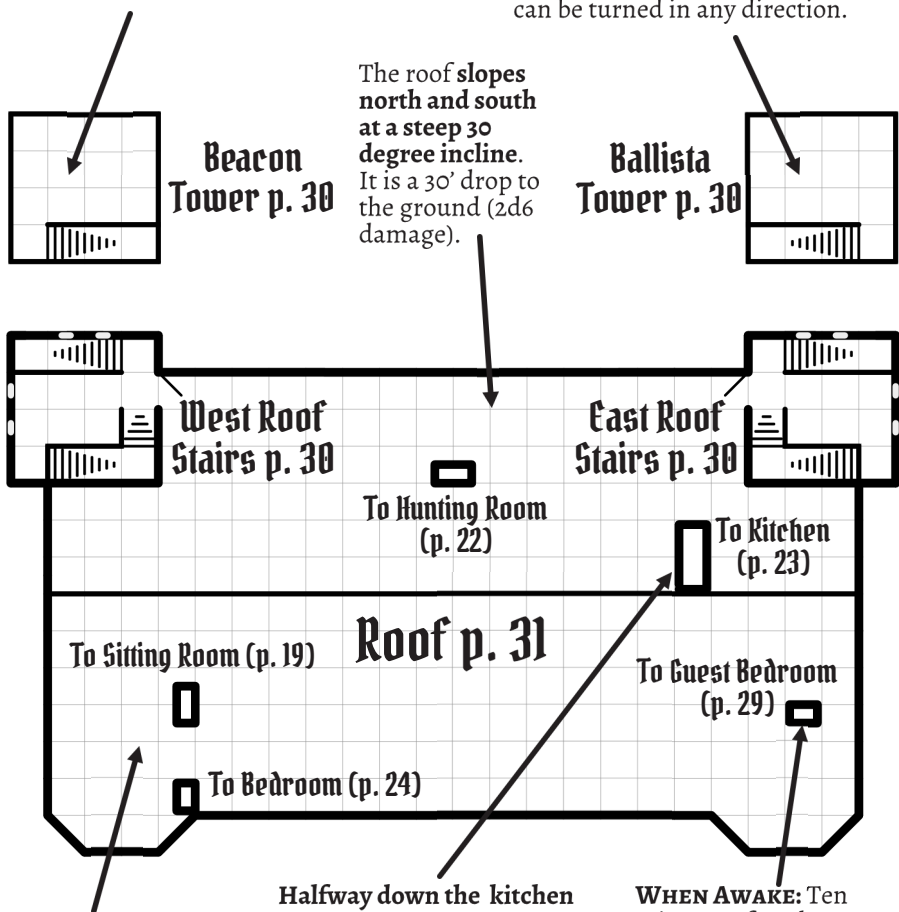 can be turned in any direction.
The roof slopes
north and south
at a steep 30
degree incline.
It is a 30’ drop to
the ground (2d6
damage).
Beacon
Tower p. 30
Ballista
Tower p. 30
West Roof
Stairs p. 30
East Roof
Stairs p. 30
To Hunting Room
(p. 22)
To Kitchen
(p. 23)
Roof p. 31
To Sitting Room (p. 19)
To Guest Bedroom
(p. 29)
To Bedroom (p. 24)
Halfway down the kitchen
When Awake: Ten